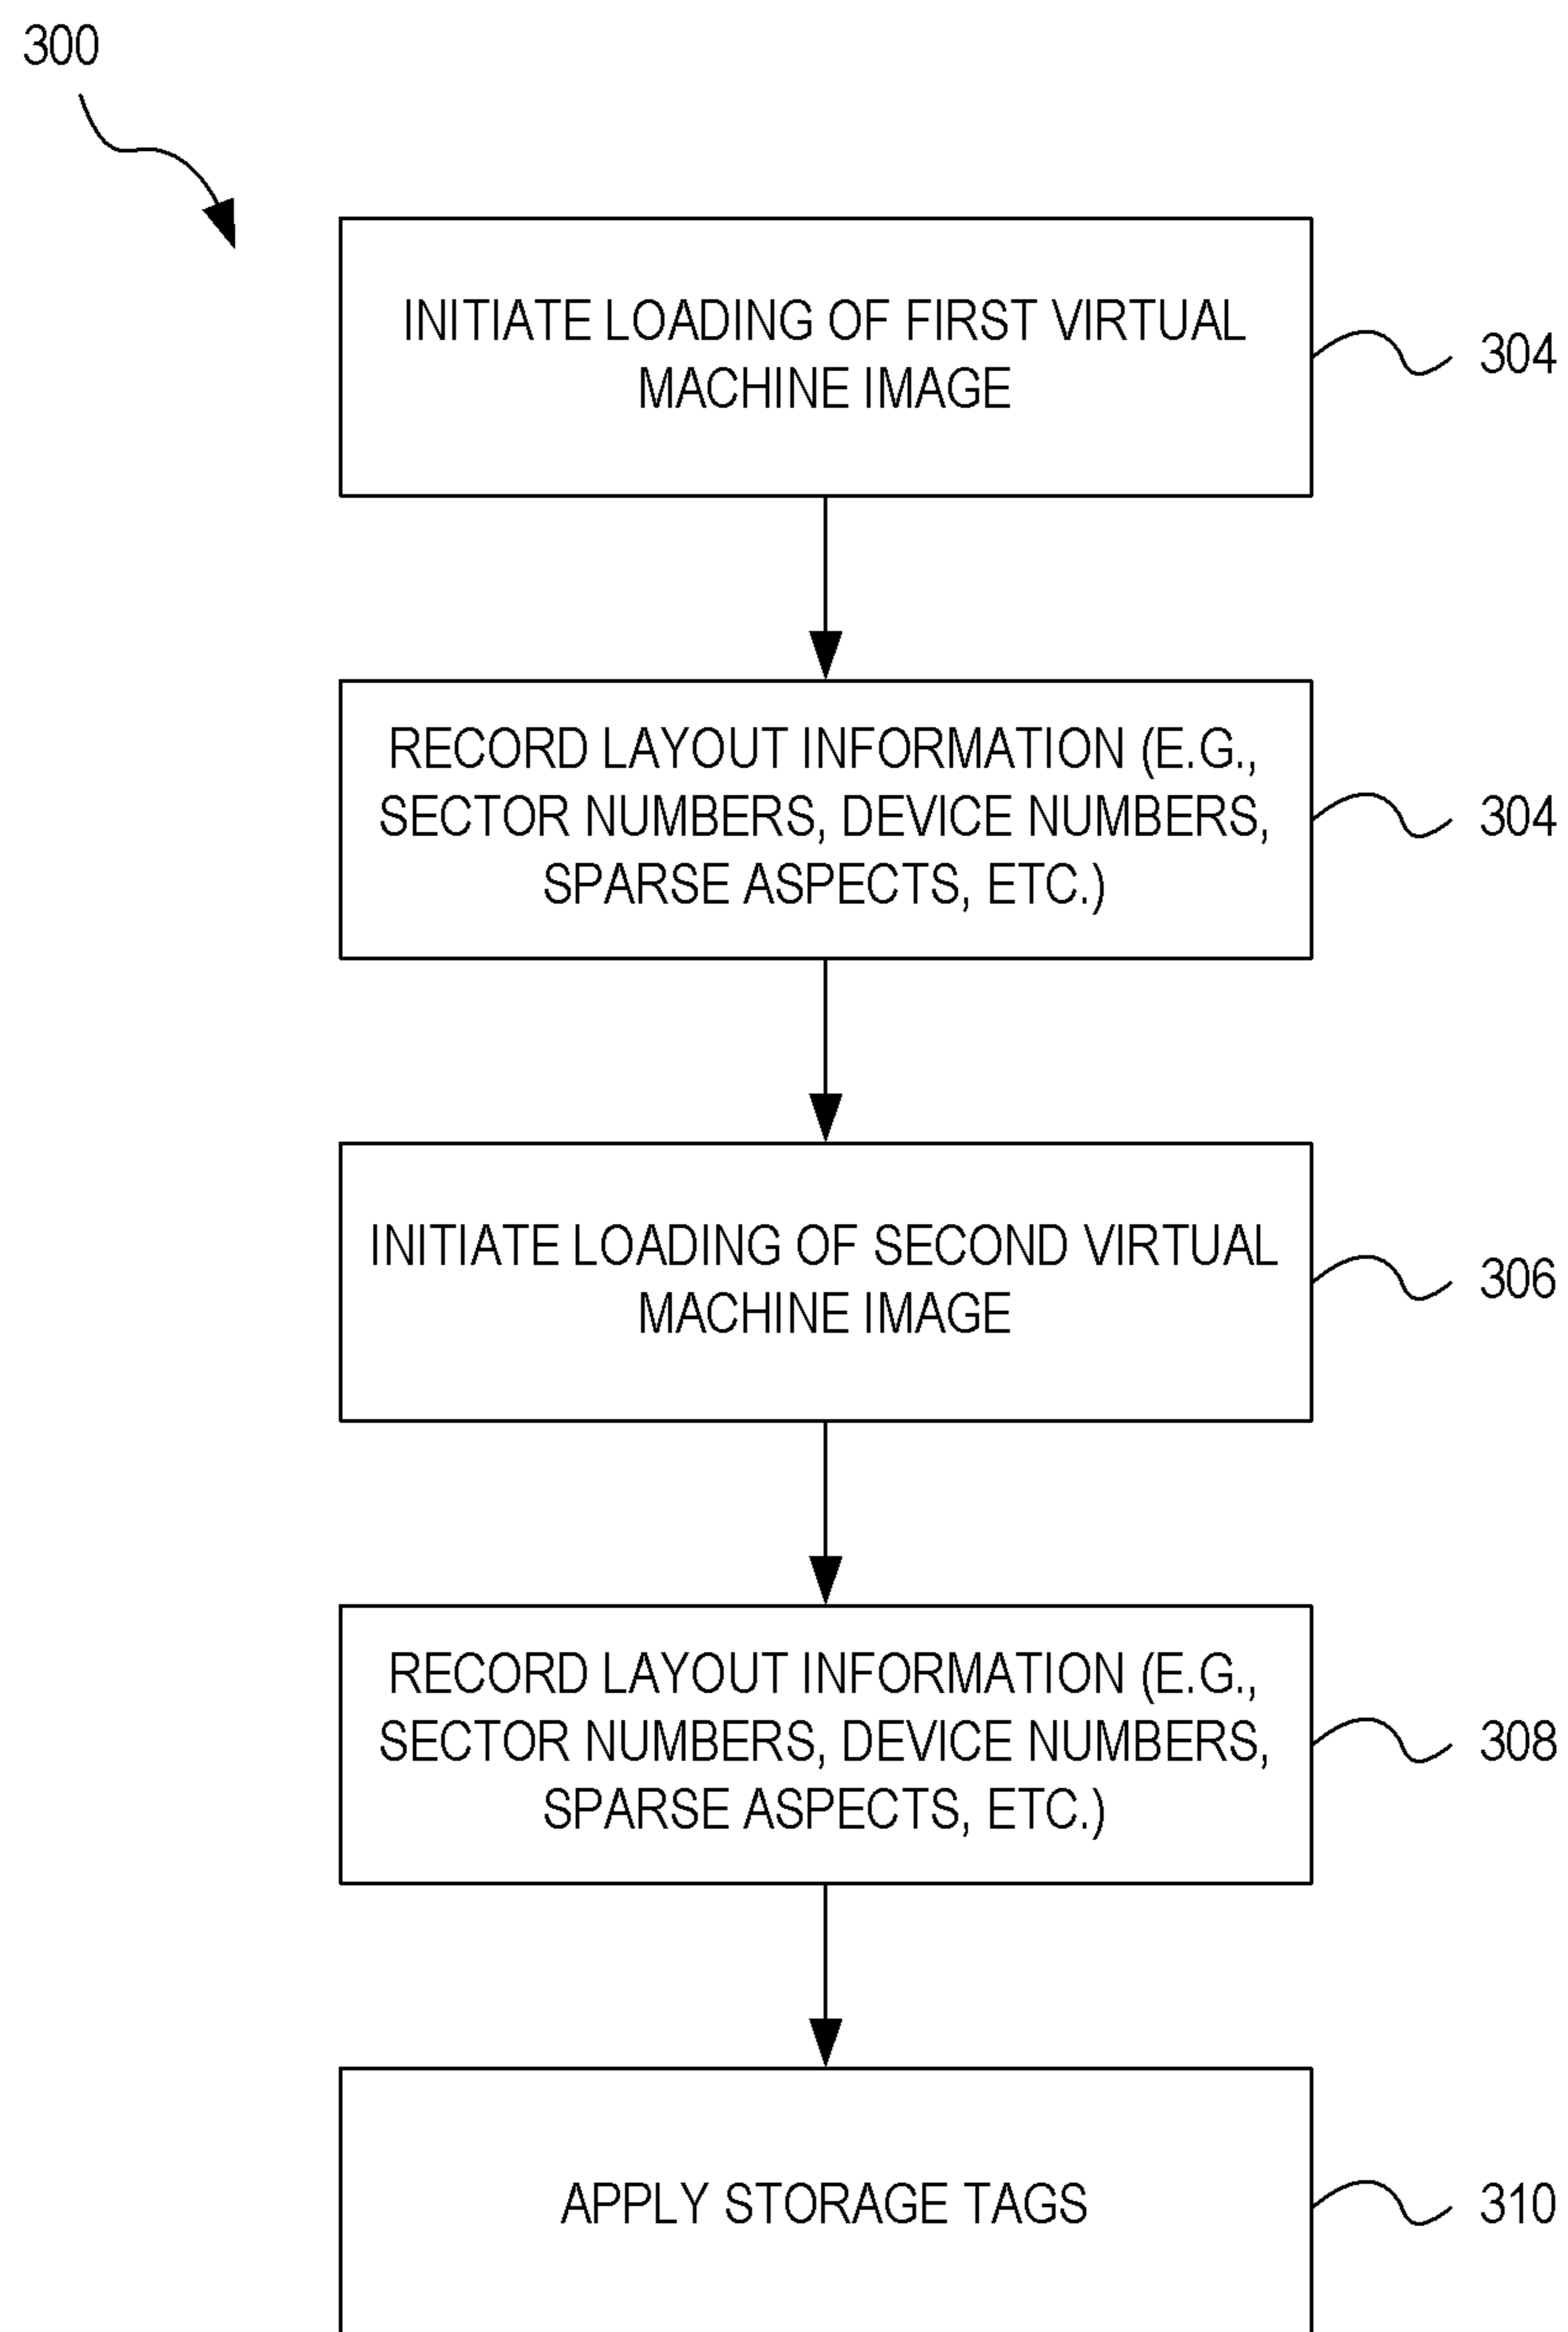 300
INITIATE LOADING OF FIRST VIRTUAL
MACHINE IMAGE
304
RECORD LAYOUT INFORMATION (E.G.,
SECTOR NUMBERS, DEVICE NUMBERS,
SPARSE ASPECTS, ETC.)
304
INITIATE LOADING OF SECOND VIRTUAL
MACHINE IMAGE
306
RECORD LAYOUT INFORMATION (E.G.,
SECTOR NUMBERS, DEVICE NUMBERS,
SPARSE ASPECTS, ETC.)
308
APPLY STORAGE TAGS
310